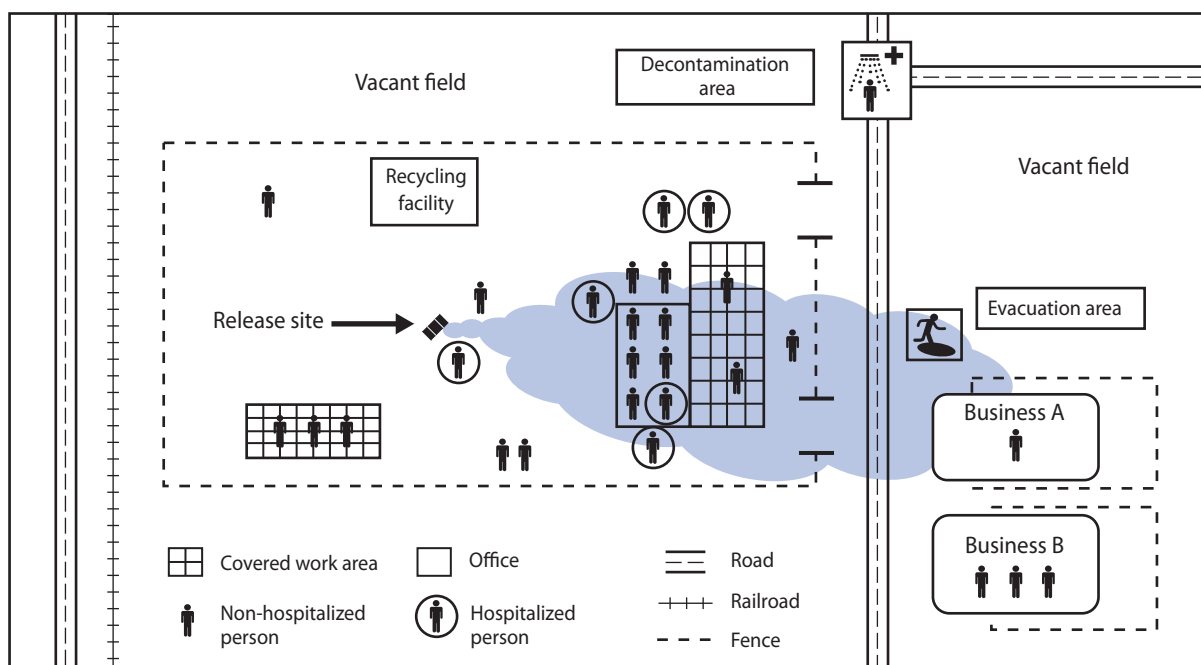 Decontamination
area
Vacant field
Vacant field
Recycling
facility
Release site
Evacuation area
Business A
Business B
Covered work area
Office
Road
Non-hospitalized
person
Hospitalized
person
Railroad
Fence